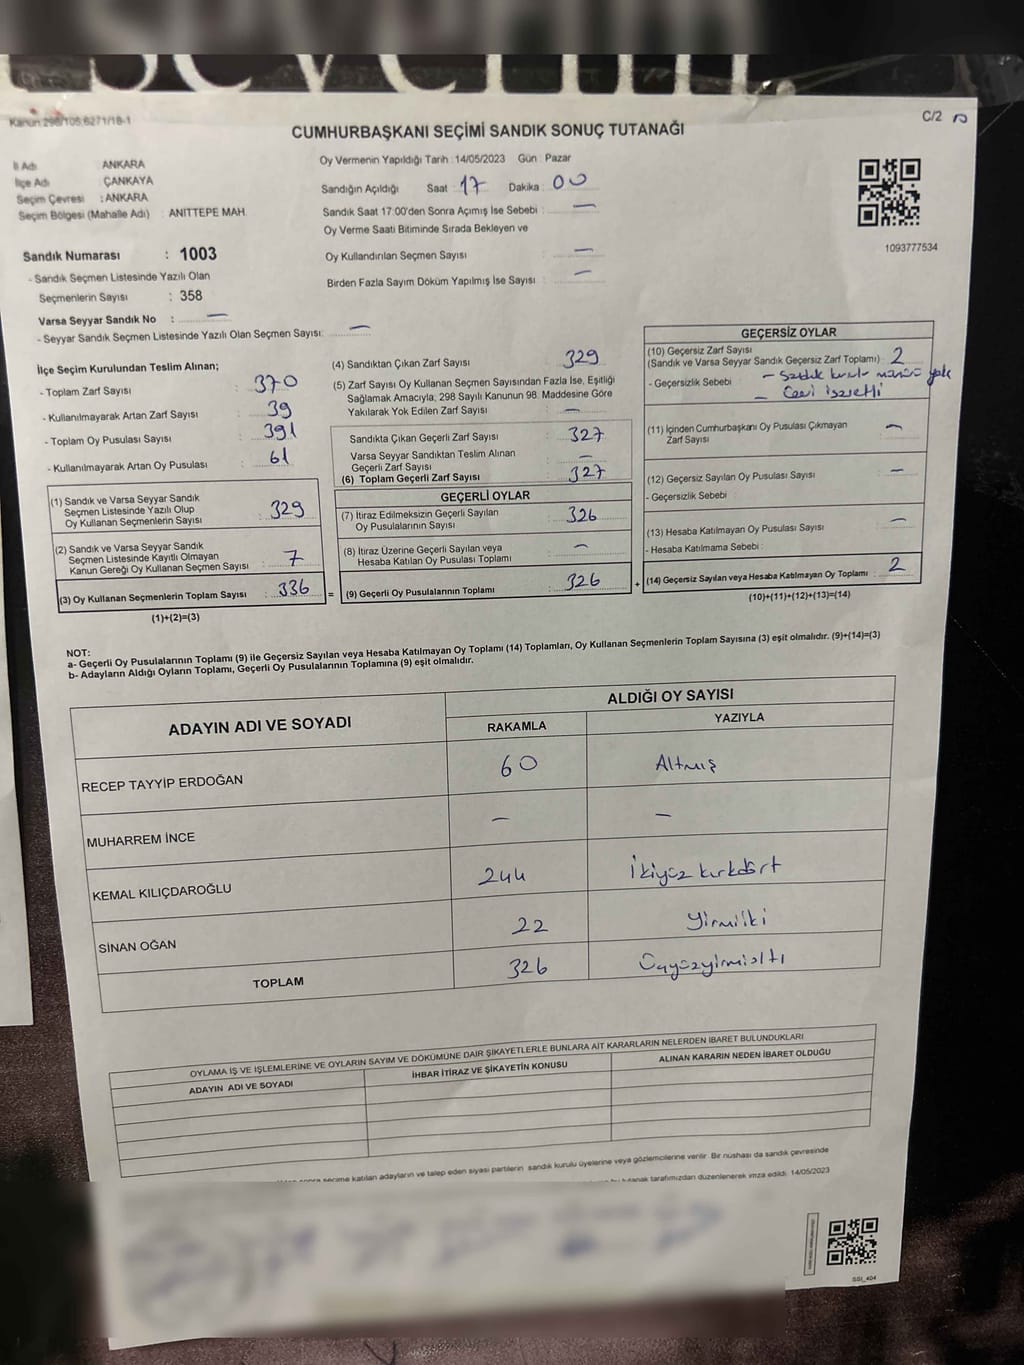 sevenim
Kanun:298/105;6271/18-1
C/2
CUMHURBAŞKANI SEÇİMİ SANDIK SONUÇ TUTANAĞI
İl Adı ANKARA
İlçe Adı : ÇANKAYA
Seçim Çevresi : ANKARA
Seçim Bölgesi (Mahalle Adı) : ANITTEPE MAH.
Sandık Numarası : 1003
- Sandık Seçmen Listesinde Yazılı Olan
Seçmenlerin Sayısı : 358
Varsa Seyyar Sandık No : —
- Seyyar Sandık Seçmen Listesinde Yazılı Olan Seçmen Sayısı: —
Oy Vermenin Yapıldığı Tarih : 14/05/2023 Gün : Pazar
Sandığın Açıldığı Saat : 17 Dakika : 00
Sandık Saat 17:00'den Sonra Açımış İse Sebebi : —
Oy Verme Saati Bitiminde Sırada Bekleyen ve
Oy Kullandırılan Seçmen Sayısı : —
Birden Fazla Sayım Döküm Yapılmış İse Sayısı : —
1093777534
İlçe Seçim Kurulundan Teslim Alınan;
- Toplam Zarf Sayısı : 370
- Kullanılmayarak Artan Zarf Sayısı : 39
- Toplam Oy Pusulası Sayısı : 391
- Kullanılmayarak Artan Oy Pusulası : 61
(1) Sandık ve Varsa Seyyar Sandık
Seçmen Listesinde Yazılı Olup
Oy Kullanan Seçmenlerin Sayısı : 329
(2) Sandık ve Varsa Seyyar Sandık
Seçmen Listesinde Kayıtlı Olmayan
Kanun Gereği Oy Kullanan Seçmen Sayısı : 7
(3) Oy Kullanan Seçmenlerin Toplam Sayısı : 336
(1)+(2)=(3)
(4) Sandıktan Çıkan Zarf Sayısı : 329
(5) Zarf Sayısı Oy Kullanan Seçmen Sayısından Fazla İse, Eşitliği
Sağlamak Amacıyla, 298 Sayılı Kanunun 98. Maddesine Göre
Yakılarak Yok Edilen Zarf Sayısı : —
Sandıkta Çıkan Geçerli Zarf Sayısı : 327
Varsa Seyyar Sandıktan Teslim Alınan
Geçerli Zarf Sayısı : —
(6) Toplam Geçerli Zarf Sayısı : 327
GEÇERLİ OYLAR
(7) İtiraz Edilmeksizin Geçerli Sayılan
Oy Pusulalarının Sayısı : 326
(8) İtiraz Üzerine Geçerli Sayılan veya
Hesaba Katılan Oy Pusulası Toplamı : —
= (9) Geçerli Oy Pusulalarının Toplamı : 326
GEÇERSİZ OYLAR
(10) Geçersiz Zarf Sayısı
(Sandık ve Varsa Seyyar Sandık Geçersiz Zarf Toplamı) : 2
- Geçersizlik Sebebi : - Sandık kurulu mührü yok
- Geri işaretli
(11) İçinden Cumhurbaşkanı Oy Pusulası Çıkmayan
Zarf Sayısı : —
(12) Geçersiz Sayılan Oy Pusulası Sayısı : —
- Geçersizlik Sebebi :
(13) Hesaba Katılmayan Oy Pusulası Sayısı : —
- Hesaba Katılmama Sebebi :
+ (14) Geçersiz Sayılan veya Hesaba Katılmayan Oy Toplamı : 2
(10)+(11)+(12)+(13)=(14)
NOT:
a- Geçerli Oy Pusulalarının Toplamı (9) ile Geçersiz Sayılan veya Hesaba Katılmayan Oy Toplamı (14) Toplamları, Oy Kullanan Seçmenlerin Toplam Sayısına (3) eşit olmalıdır. (9)+(14)=(3)
b- Adayların Aldığı Oyların Toplamı, Geçerli Oy Pusulalarının Toplamına (9) eşit olmalıdır.
ADAYIN ADI VE SOYADI
ALDIĞI OY SAYISI
RAKAMLA YAZIYLA
RECEP TAYYİP ERDOĞAN 60 Altmış
MUHARREM İNCE — —
KEMAL KILIÇDAROĞLU 244 İkiyüz kırkdört
SİNAN OĞAN 22 Yirmiiki
TOPLAM 326 Üçyüzyirmialtı
OYLAMA İŞ VE İŞLEMLERİNE VE OYLARIN SAYIM VE DÖKÜMÜNE DAİR ŞİKAYETLERLE BUNLARA AİT KARARLARIN NELERDEN İBARET BULUNDUKLARI
ADAYIN ADI VE SOYADI İHBAR İTİRAZ VE ŞİKAYETİN KONUSU ALINAN KARARIN NEDEN İBARET OLDUĞU
sonra seçime katılan adayların ve talep eden siyasi partilerin sandık kurulu üyelerine veya gözlemcilerine verilir. Bir nüshası da sandık çevresinde
tutanak tarafımızdan düzenlenerek imza edildi. 14/05/2023
SSI_404